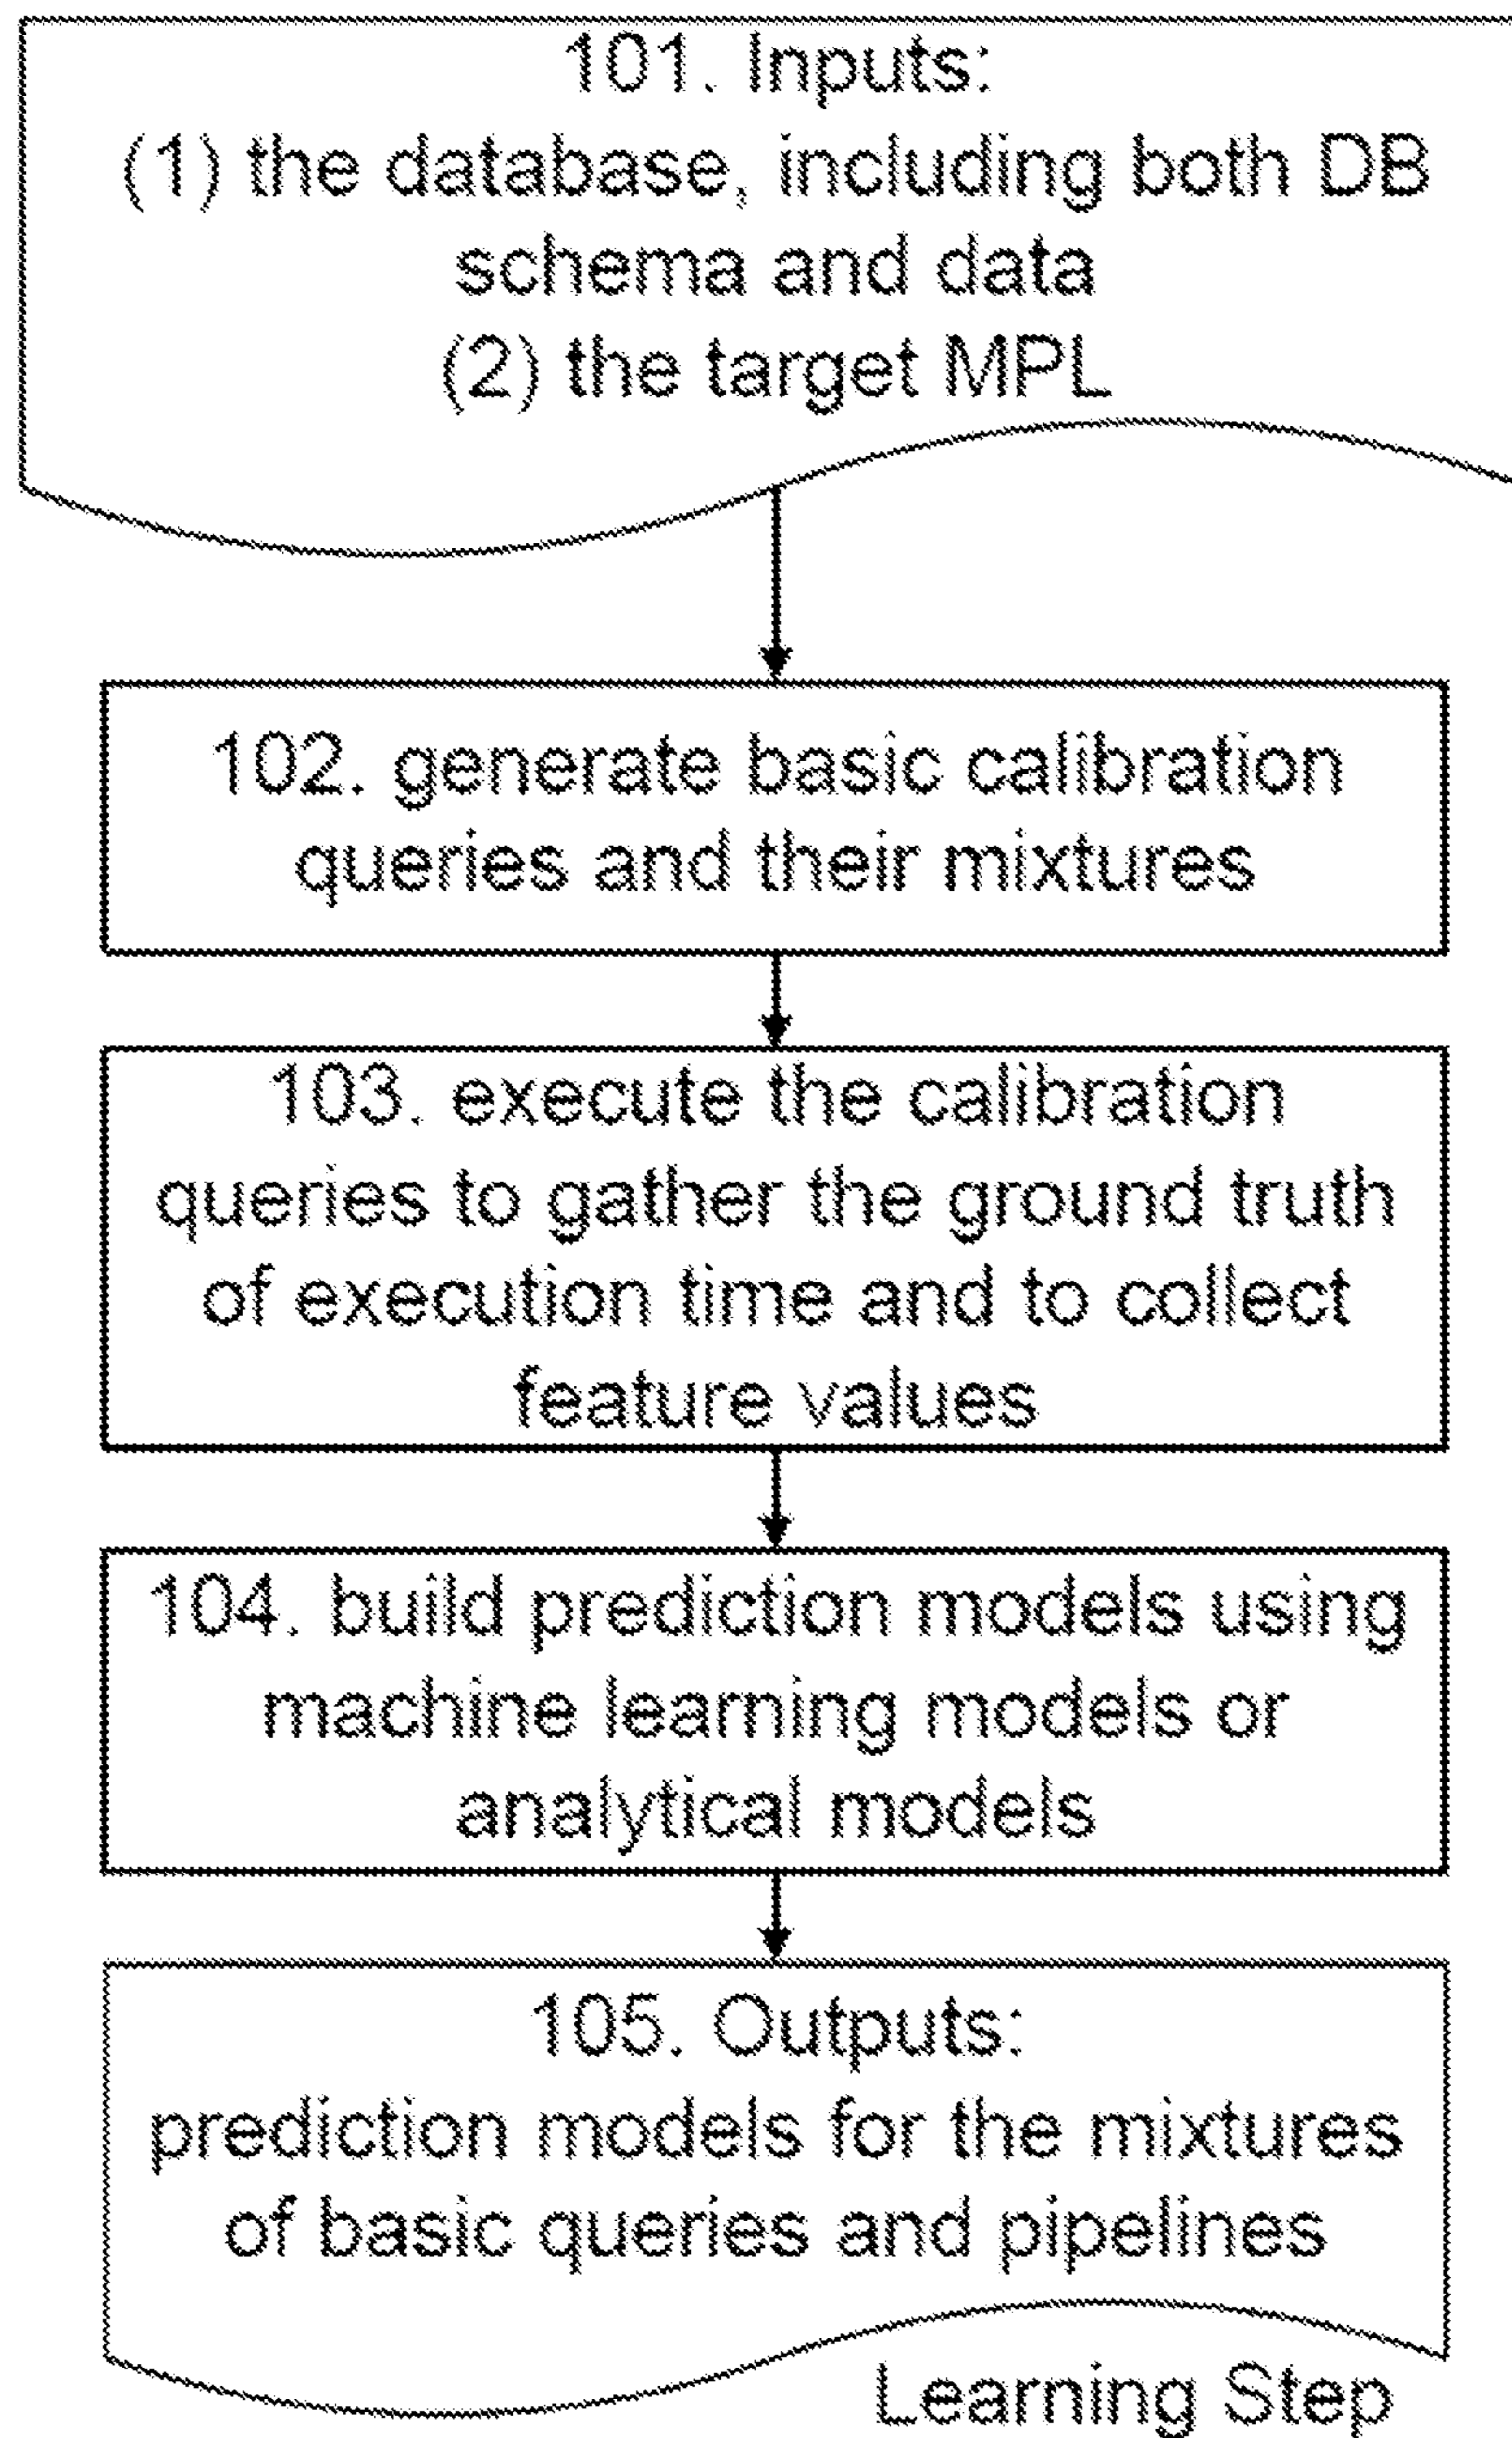 101. Inputs:
(1) the database, including both DB
schema and data
(2) the target MPL
102. generate basic calibration
queries and their mixtures
103. execute the calibration
queries to gather the ground truth
of execution time and to collect
feature values
104. build prediction models using
machine learning models or
analytical models
105. Outputs:
prediction models for the mixtures
of basic queries and pipelines
Learning Step